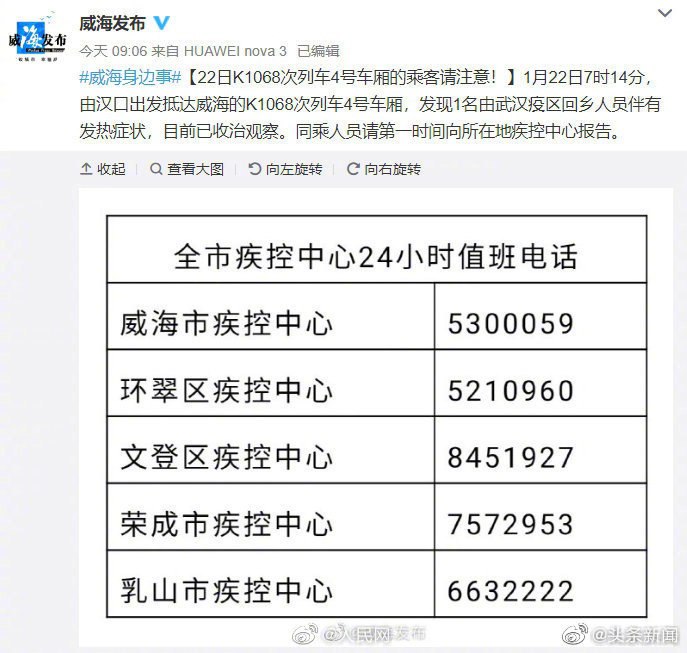 威海发布
威海发布
今天 09:06 来自 HUAWEI nova 3 已编辑
#威海身边事#【22日K1068次列车4号车厢的乘客请注意！】1月22日7时14分，
由汉口出发抵达威海的K1068次列车4号车厢，发现1名由武汉疫区回乡人员伴有
发热症状，目前已收治观察。同乘人员请第一时间向所在地疾控中心报告。
收起 查看大图 向左旋转 向右旋转
全市疾控中心24小时值班电话
威海市疾控中心 5300059
环翠区疾控中心 5210960
文登区疾控中心 8451927
荣成市疾控中心 7572953
乳山市疾控中心 6632222
@人民网 发布 @头条新闻